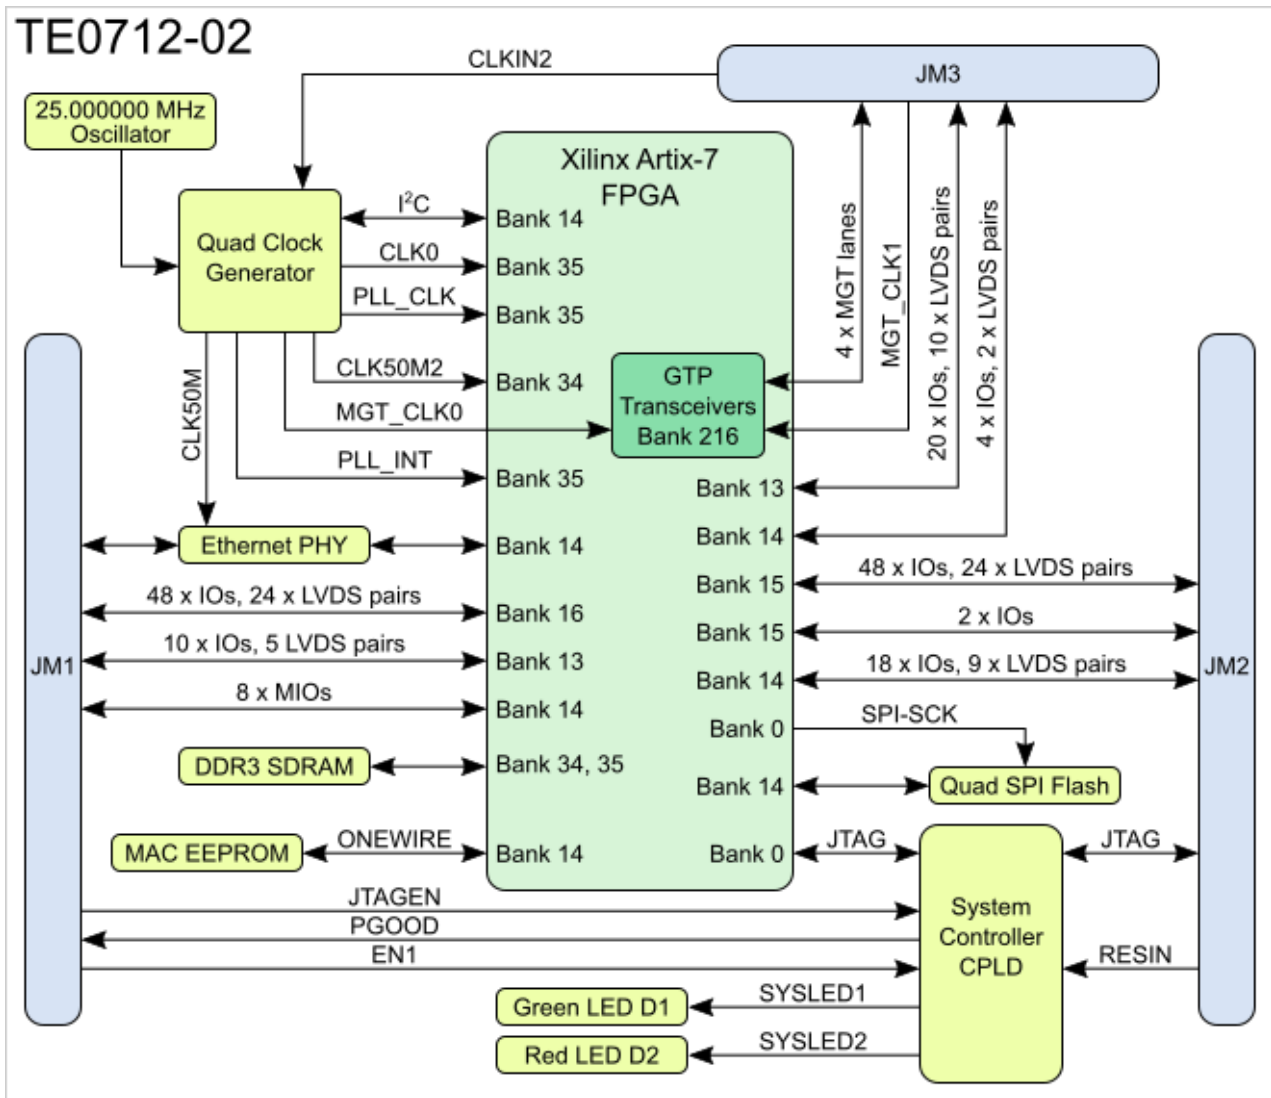 TE0712-02
CLKIN2
JM3
25.000000 MHz
Oscillator
Xilinx Artix-7
FPGA
Quad Clock
Generator
I²C
Bank 14
CLK0
Bank 35
PLL_CLK
Bank 35
CLK50M2
Bank 34
MGT_CLK0
PLL_INT
Bank 35
CLK50M
GTP
Transceivers
Bank 216
4 x MGT lanes
MGT_CLK1
20 x IOs, 10 x LVDS pairs
4 x IOs, 2 x LVDS pairs
Bank 13
Bank 14
Ethernet PHY
Bank 14
48 x IOs, 24 x LVDS pairs
Bank 16
10 x IOs, 5 LVDS pairs
Bank 13
8 x MIOs
Bank 14
JM1
Bank 15
48 x IOs, 24 x LVDS pairs
Bank 15
2 x IOs
Bank 14
18 x IOs, 9 x LVDS pairs
JM2
Bank 0
SPI-SCK
DDR3 SDRAM
Bank 34, 35
Bank 14
Quad SPI Flash
MAC EEPROM
ONEWIRE
Bank 14
Bank 0
JTAG
JTAG
JTAGEN
PGOOD
EN1
System
Controller
CPLD
RESIN
Green LED D1
SYSLED1
Red LED D2
SYSLED2